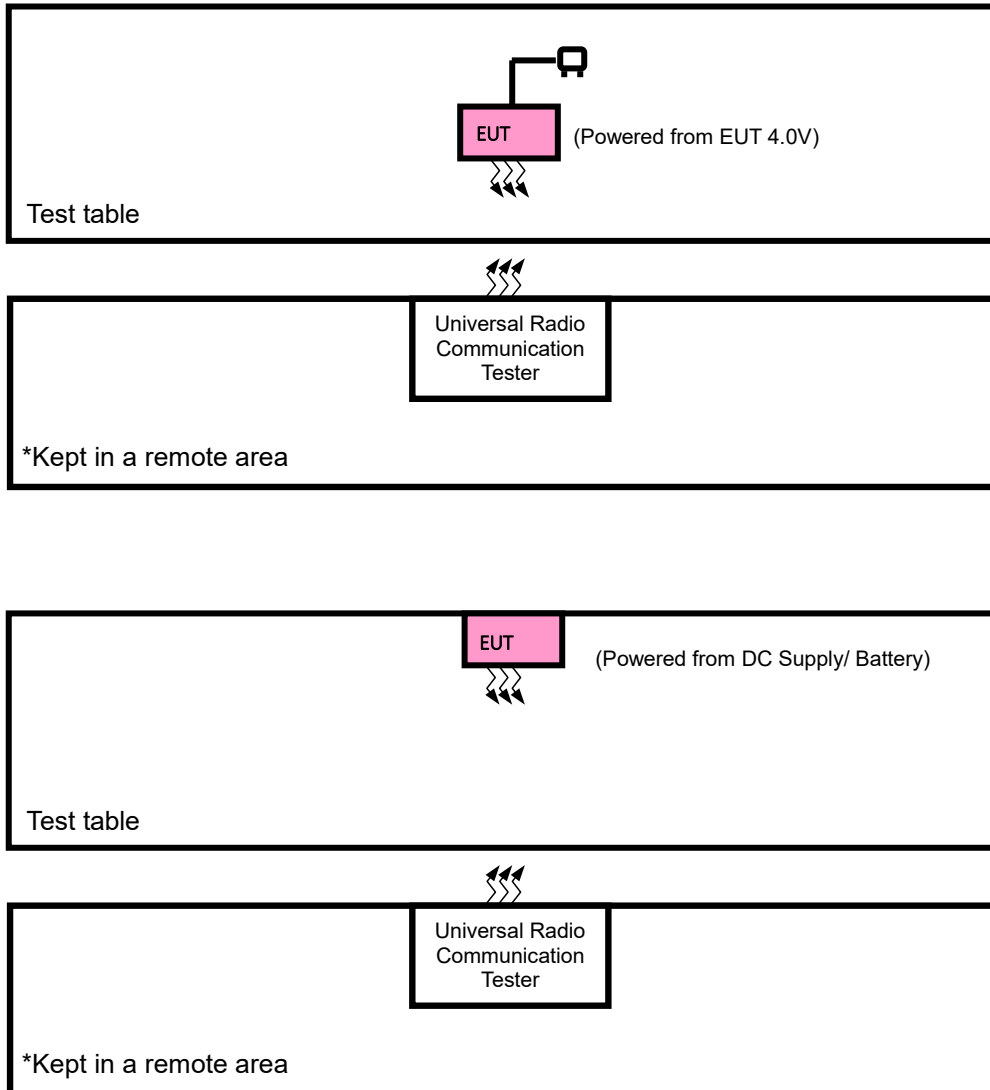 EUT
(Powered from EUT 4.0V)
Test table
Universal Radio
Communication
Tester
*Kept in a remote area
EUT
(Powered from DC Supply/ Battery)
Test table
Universal Radio
Communication
Tester
*Kept in a remote area